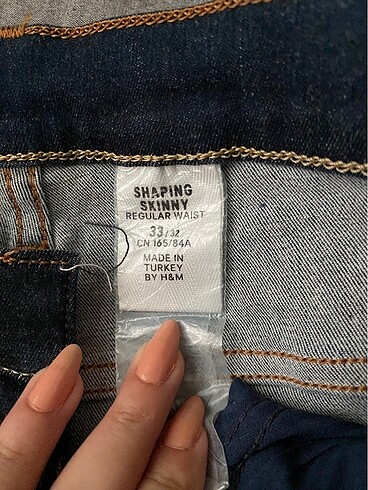 SHAPING
SKINNY
REGULAR WAIST
33/32
CN 165/84A
MADE IN
TURKEY
BY H&M